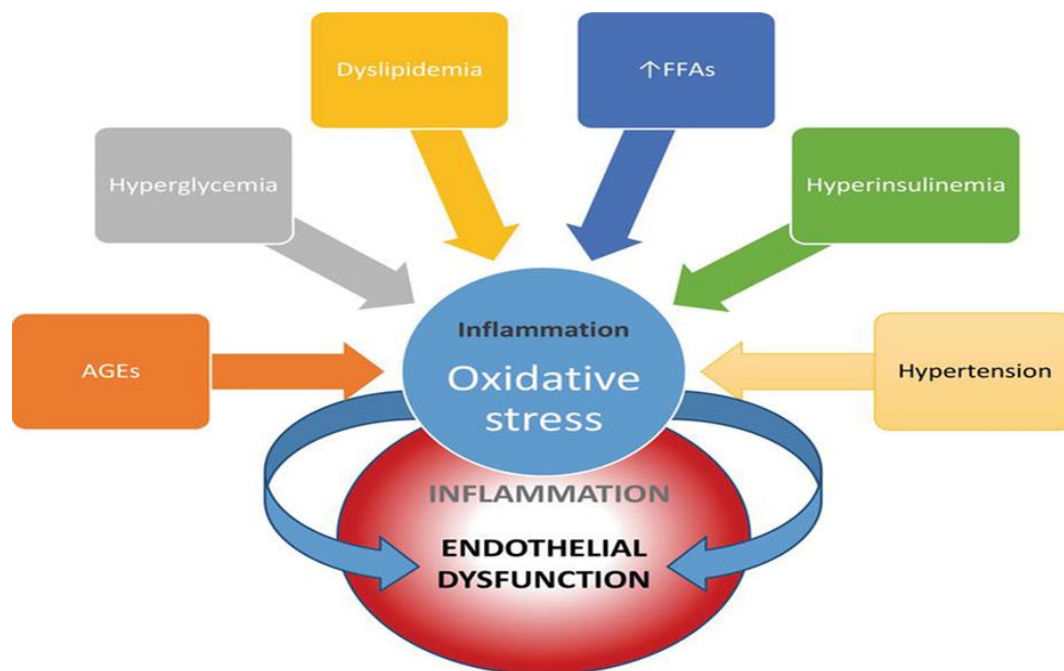 Dyslipidemia
↑FFAs
Hyperglycemia
Hyperinsulinemia
AGEs
Hypertension
Inflammation
Oxidative
stress
INFLAMMATION
ENDOTHELIAL
DYSFUNCTION